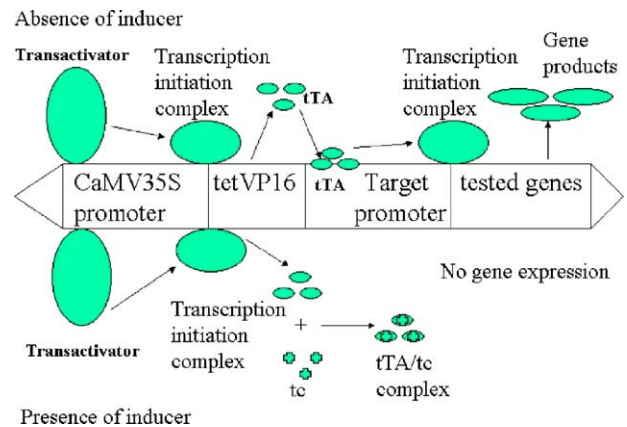 Absence of inducer
Transactivator
Transcription
initiation
complex
tTA
Transcription
initiation
complex
Gene
products
CaMV35S
promoter
tetVP16
tTA
Target
promoter
tested genes
Transactivator
Transcription
initiation
complex
+
tc
tTA/tc
complex
No gene expression
Presence of inducer